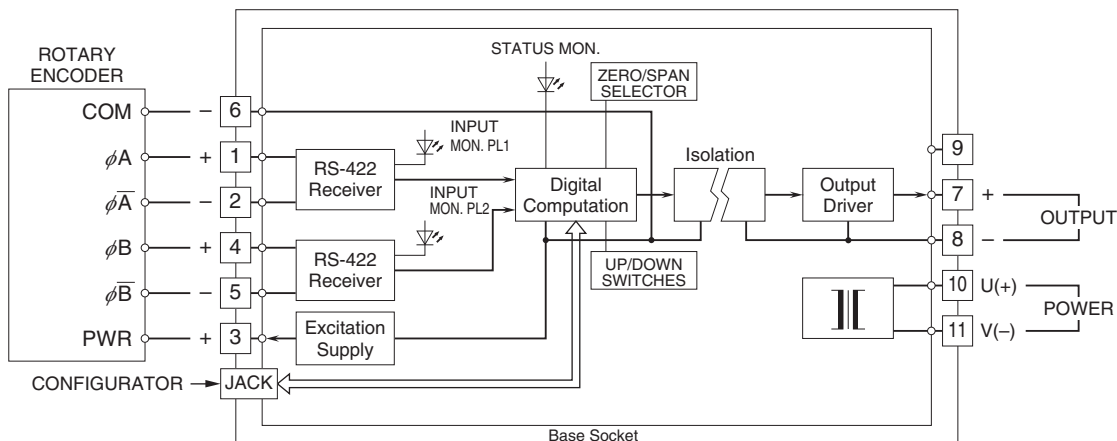 ROTARY
ENCODER
COM
ϕA
ϕA̅
ϕB
ϕB̅
PWR
− 6
+ 1
− 2
+ 4
− 5
+ 3
CONFIGURATOR
JACK
STATUS MON.
ZERO/SPAN
SELECTOR
INPUT
MON. PL1
RS-422
Receiver
INPUT
MON. PL2
RS-422
Receiver
Digital
Computation
UP/DOWN
SWITCHES
Excitation
Supply
Isolation
Output
Driver
9
7 +
8 −
OUTPUT
10 U(+)
11 V(–)
POWER
Base Socket